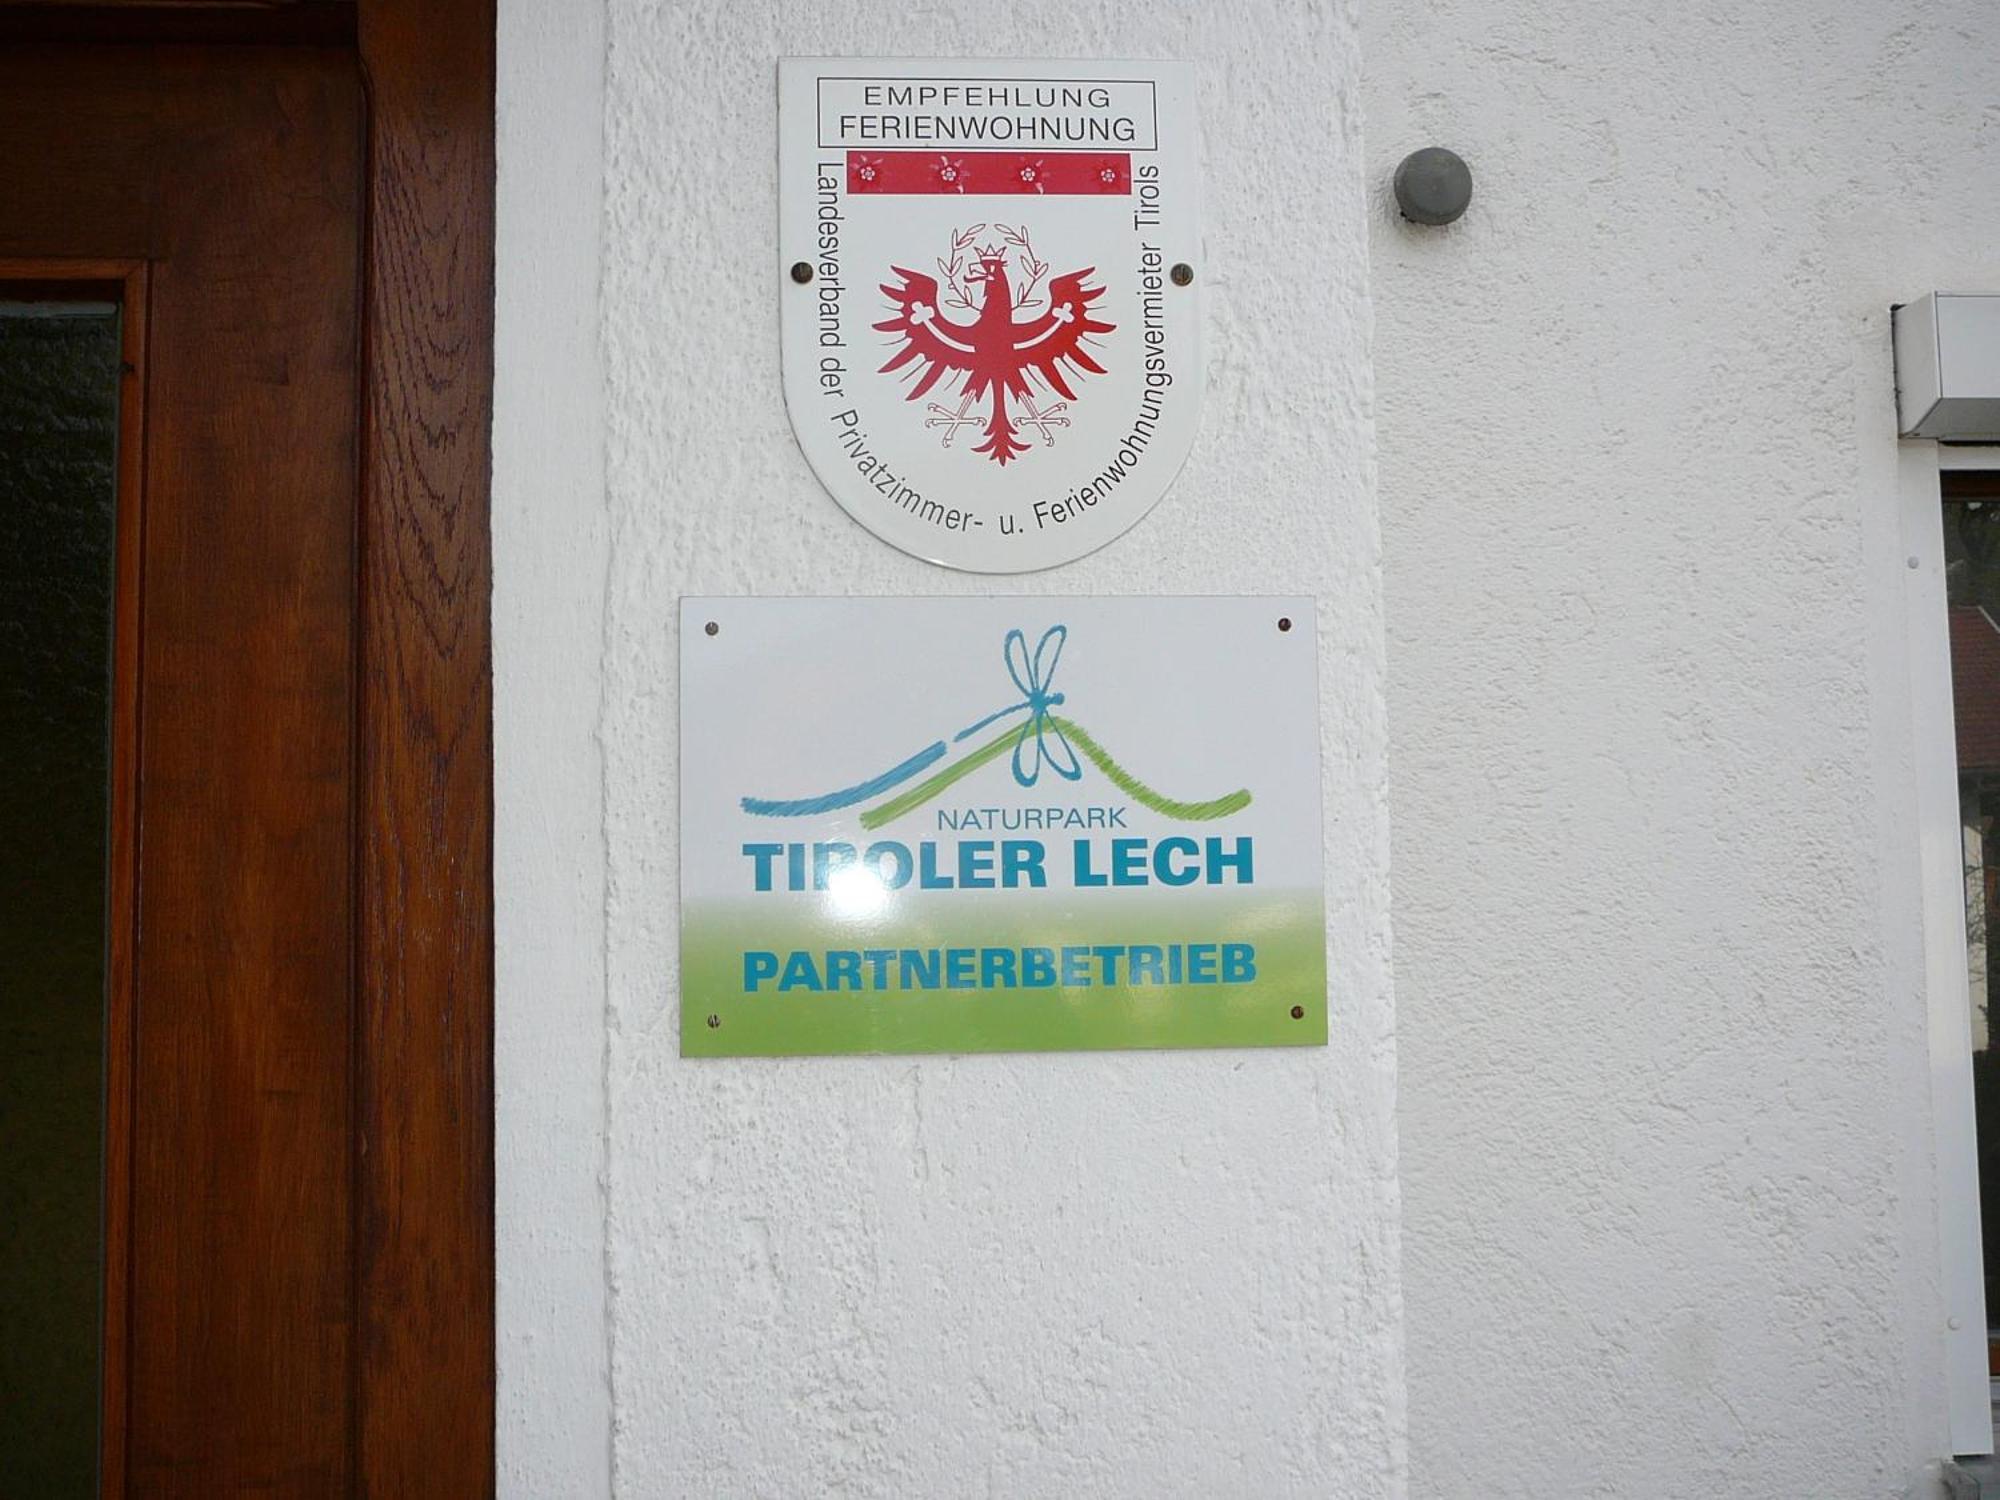 EMPFEHLUNG
FERIENWOHNUNG
Landesverband der Privatzimmer- u. Ferienwohnungsvermieter Tirols
NATURPARK
TIROLER LECH
PARTNERBETRIEB